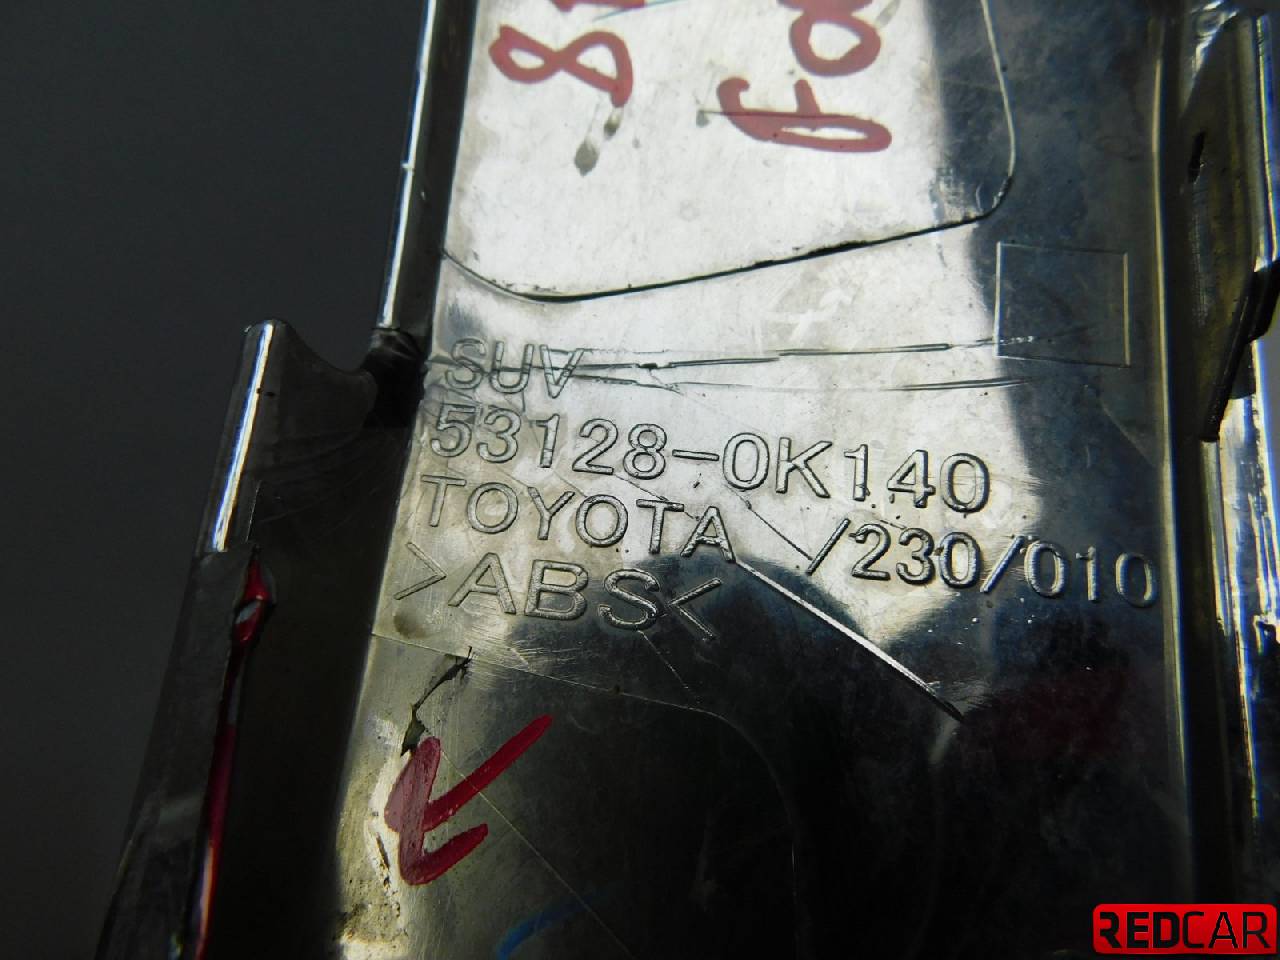 SUV
53128-0K140
TOYOTA /230/010
>ABS<
REDCAR